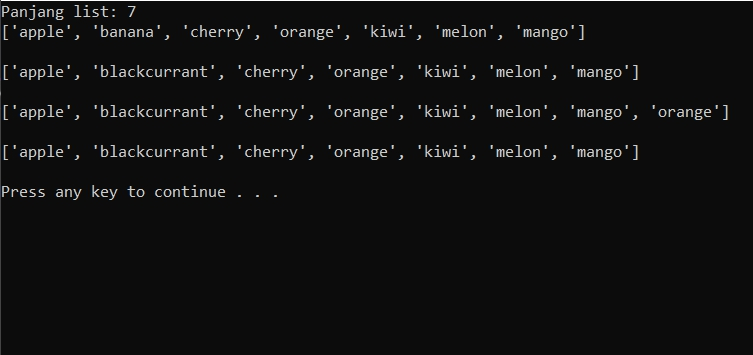 Panjang list: 7
['apple', 'banana', 'cherry', 'orange', 'kiwi', 'melon', 'mango']
['apple', 'blackcurrant', 'cherry', 'orange', 'kiwi', 'melon', 'mango']
['apple', 'blackcurrant', 'cherry', 'orange', 'kiwi', 'melon', 'mango', 'orange']
['apple', 'blackcurrant', 'cherry', 'orange', 'kiwi', 'melon', 'mango']
Press any key to continue . . .